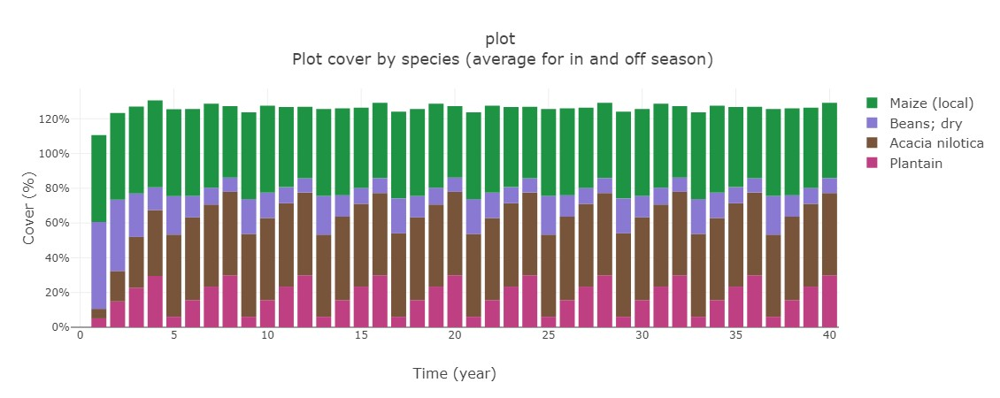 plot
Plot cover by species (average for in and off season)
Maize (local)
Beans; dry
Acacia nilotica
Plantain
Cover (%)
120%
100%
80%
60%
40%
20%
0%
0 5 10 15 20 25 30 35 40
Time (year)